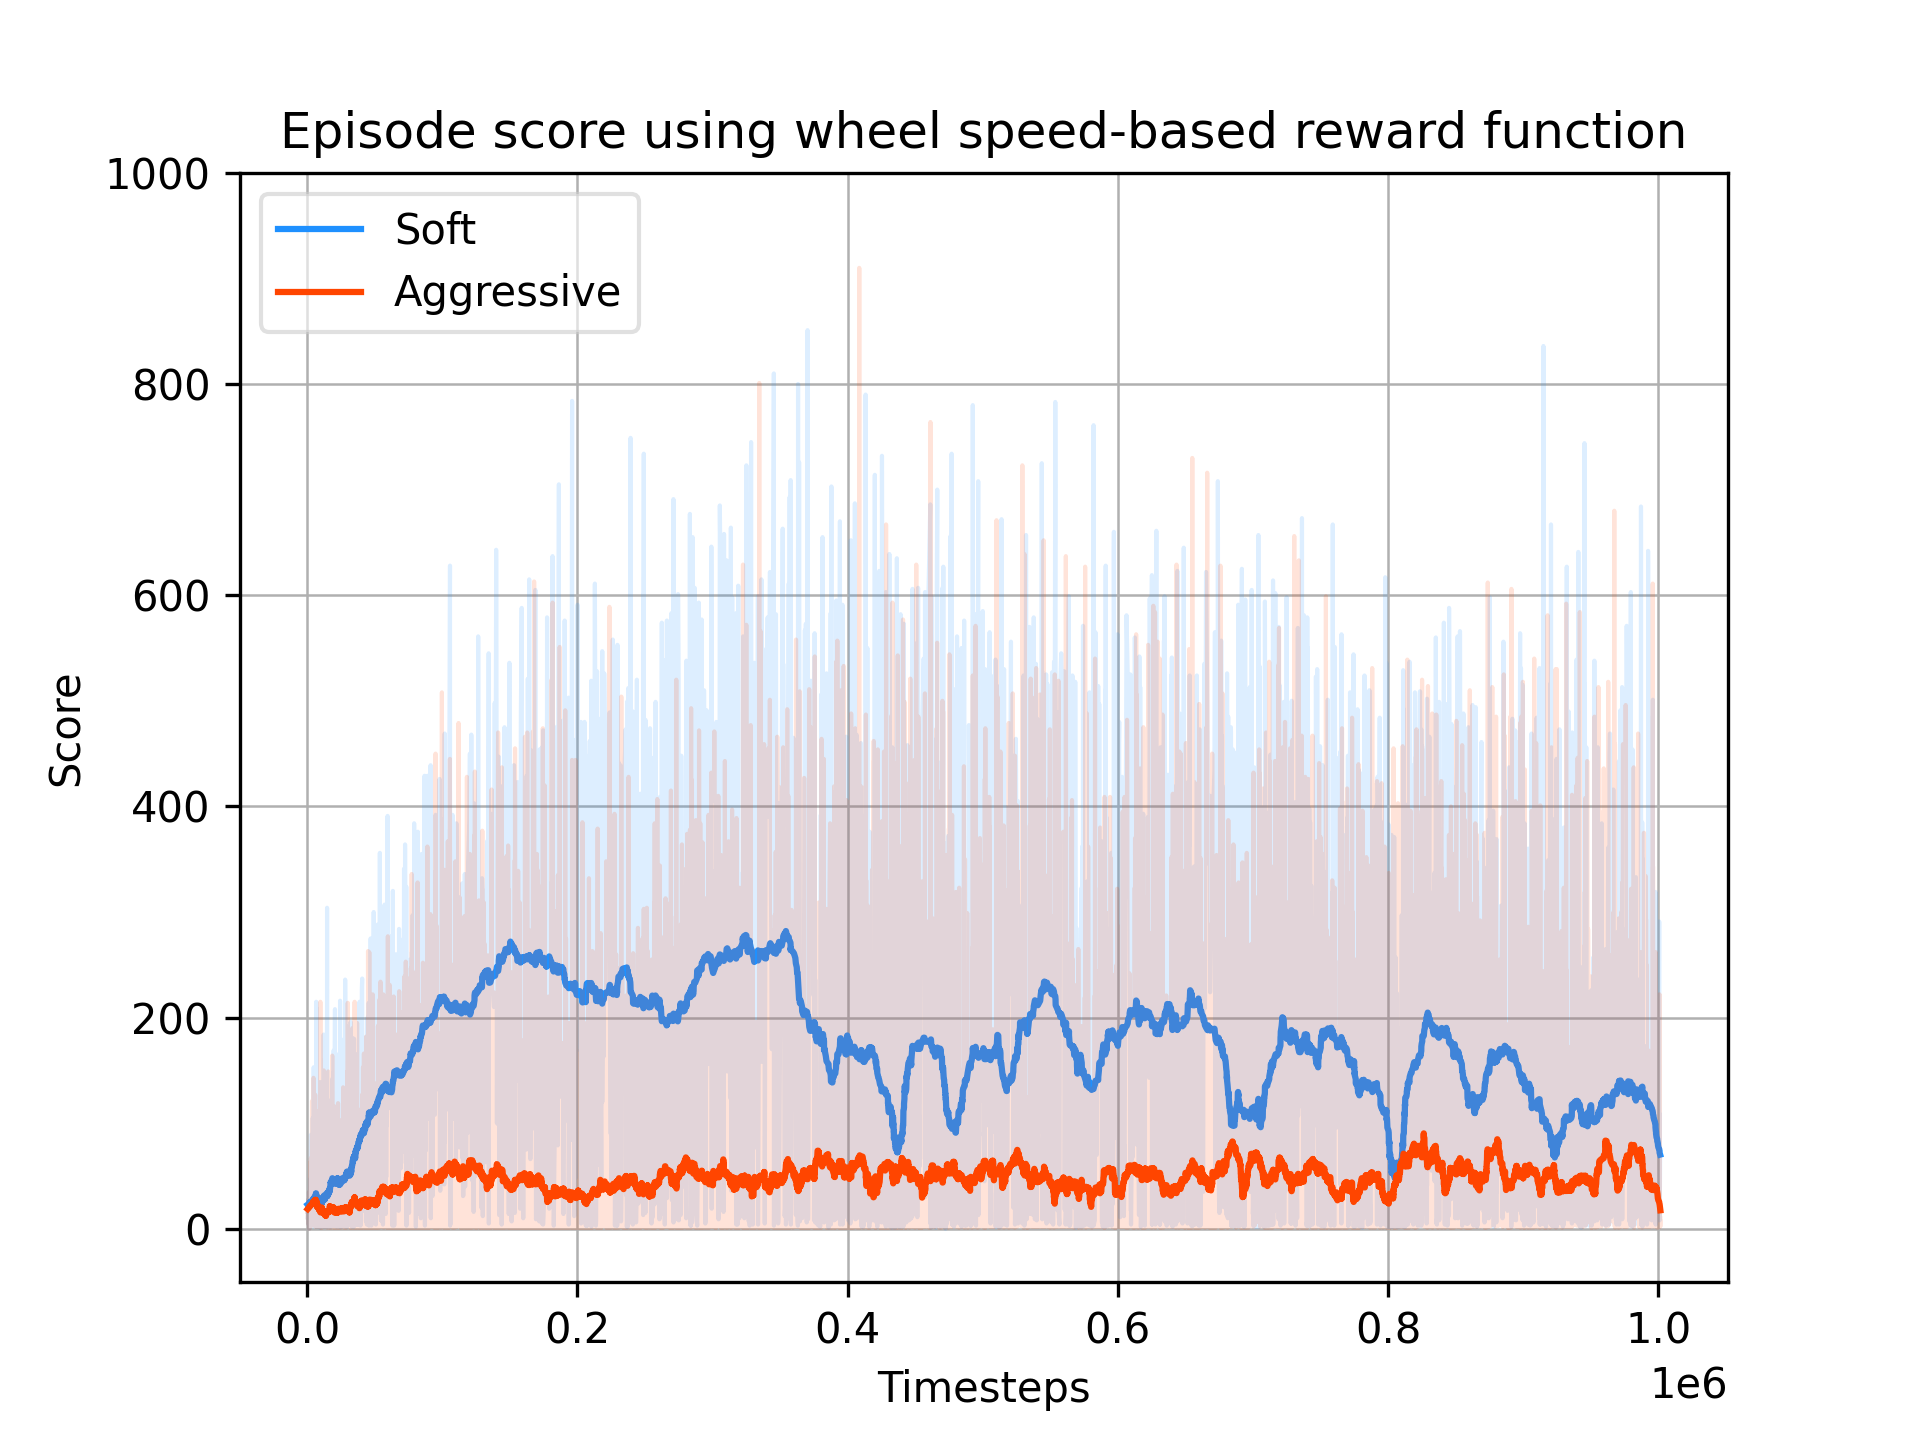 Episode score using wheel speed-based reward function
1000
800
600
400
200
0
Score
Soft
Aggressive
0.0 0.2 0.4 0.6 0.8 1.0
1e6
Timesteps